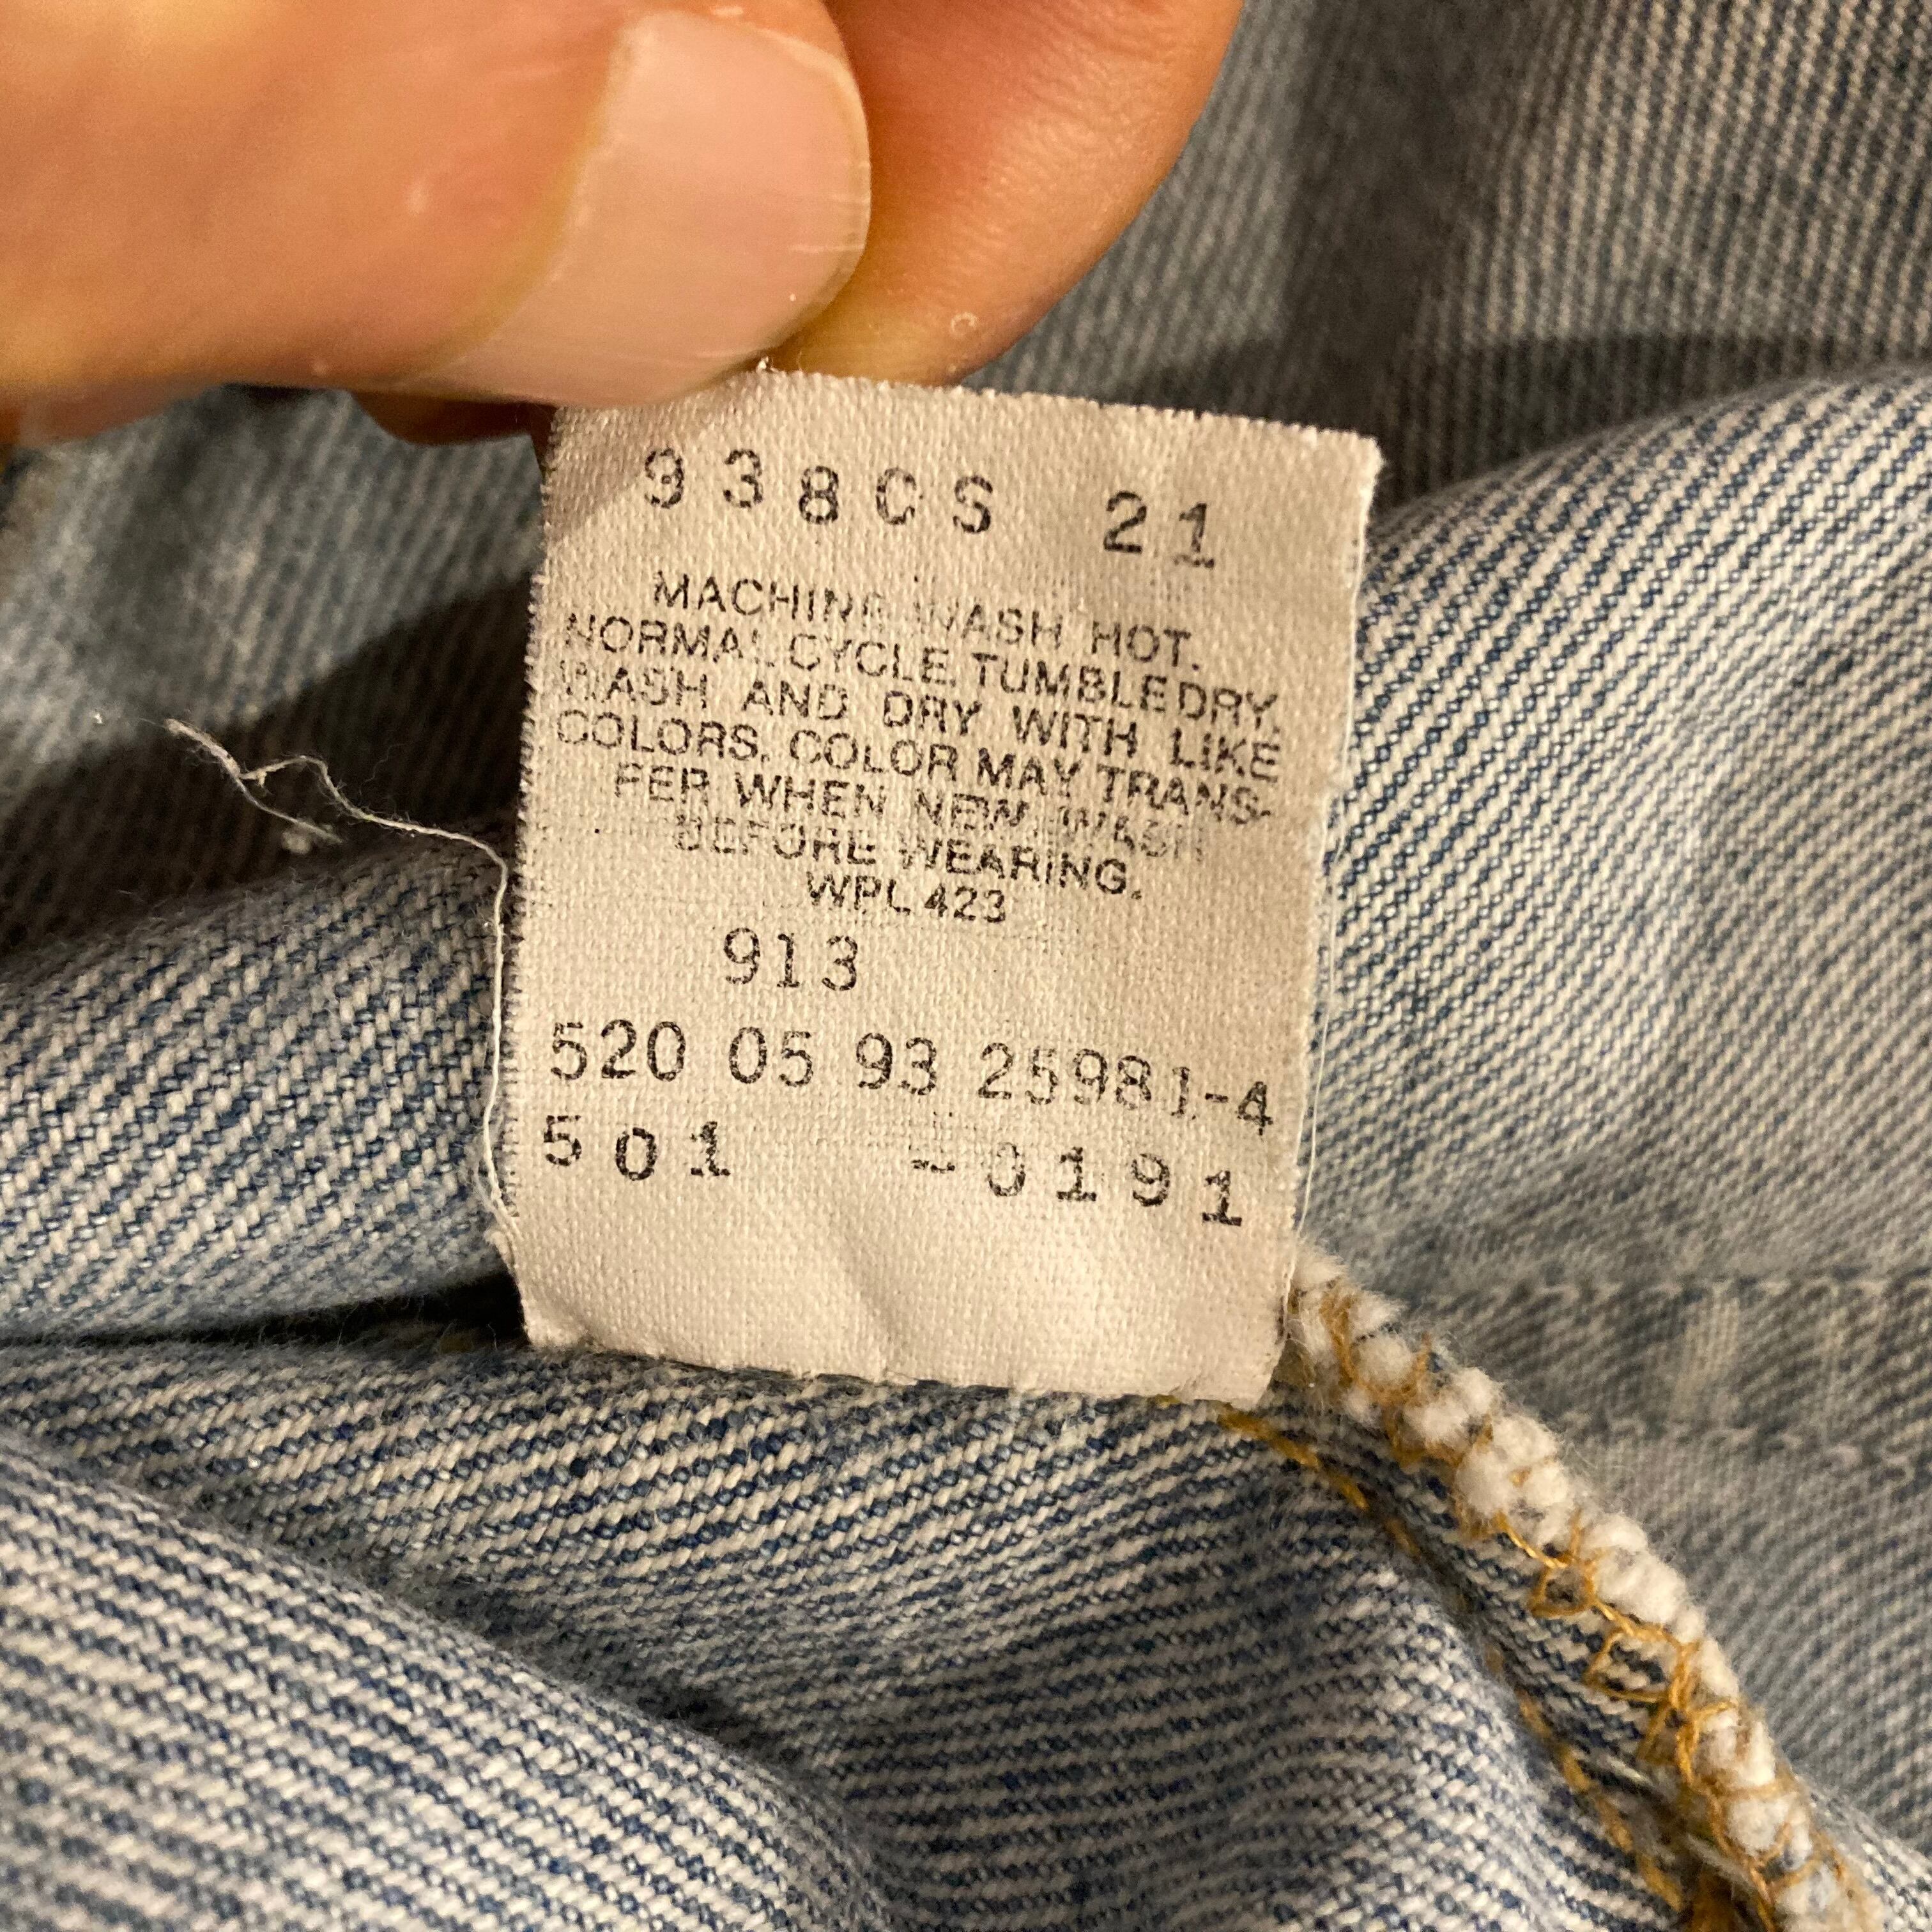 938CS 21
MACHINE WASH HOT.
NORMAL CYCLE. TUMBLE DRY.
WASH AND DRY WITH LIKE
COLORS. COLOR MAY TRANS-
FER WHEN NEW. WASH
BEFORE WEARING.
WPL 423
913
520 05 93 25981-4
501 -0191